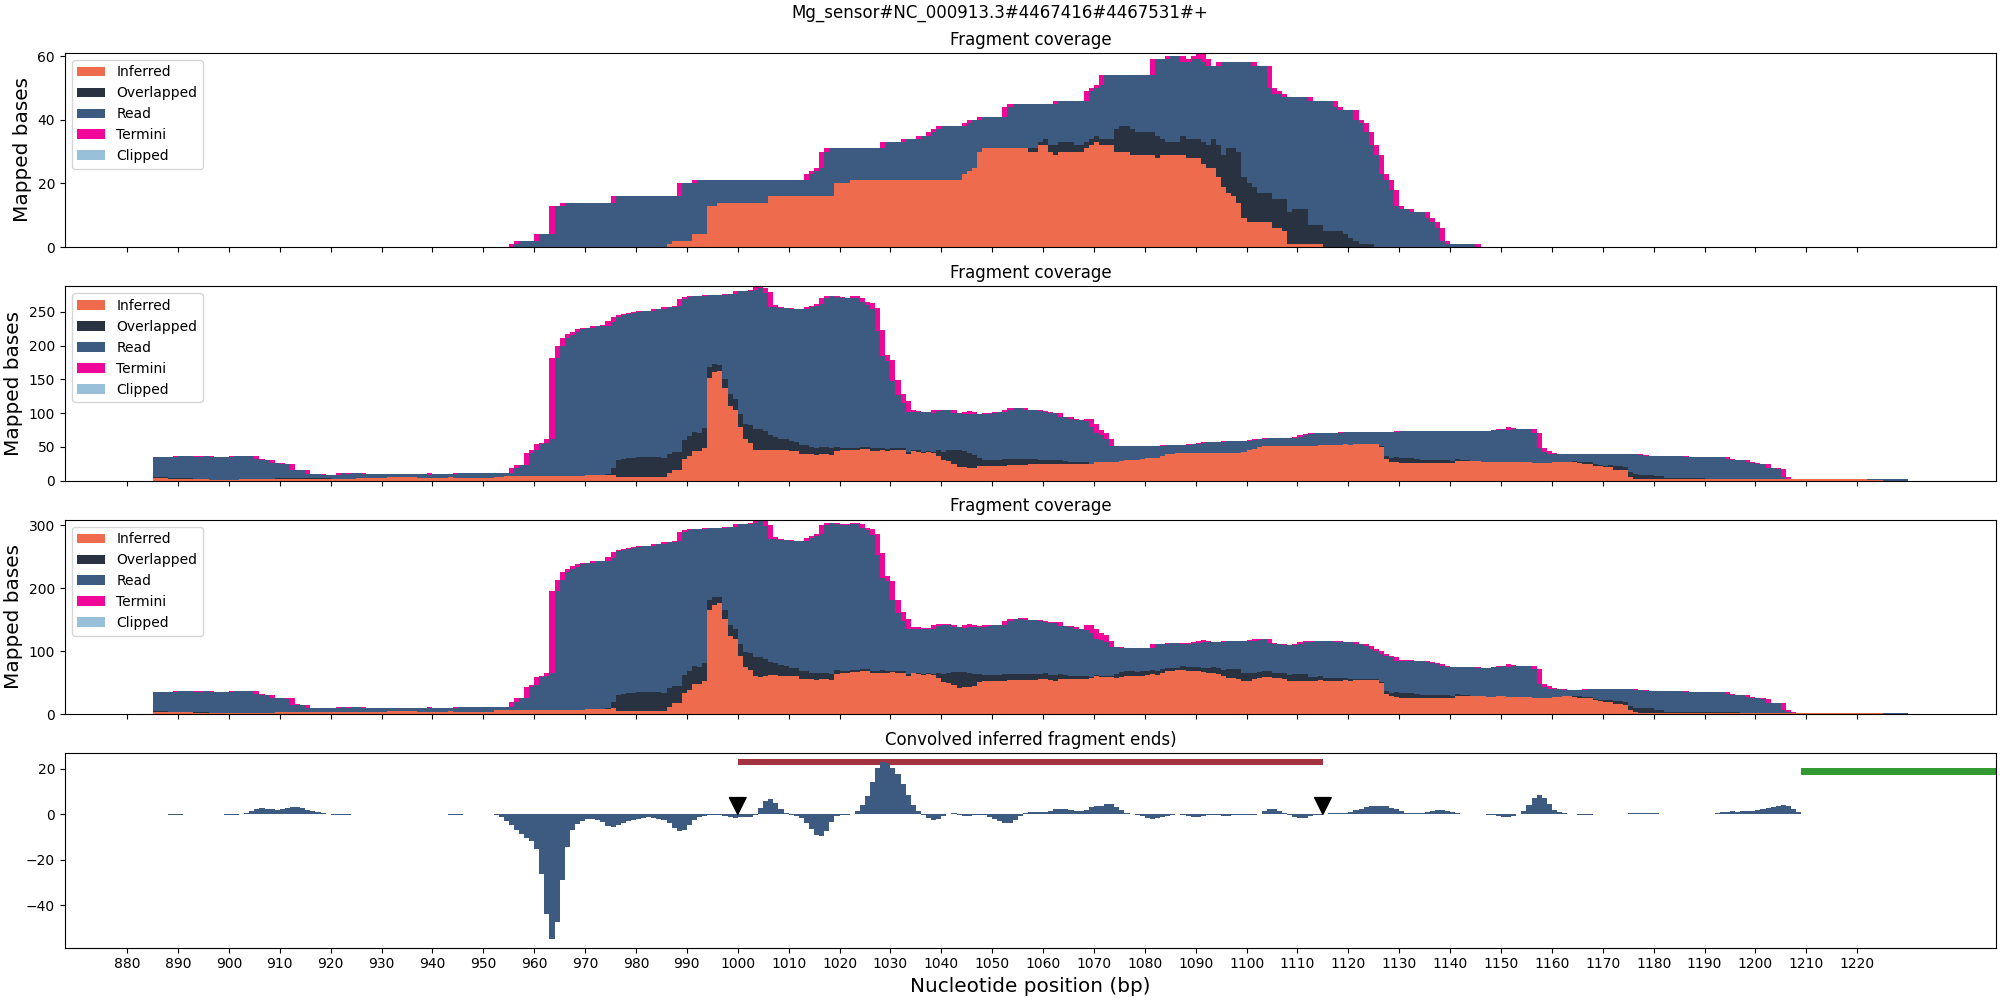 Mg_sensor#NC_000913.3#4467416#4467531#+
Fragment coverage
Mapped bases
60
40
20
0
Inferred
Overlapped
Read
Termini
Clipped
Fragment coverage
Mapped bases
250
200
150
100
50
0
Inferred
Overlapped
Read
Termini
Clipped
Fragment coverage
Mapped bases
300
200
100
0
Inferred
Overlapped
Read
Termini
Clipped
Convolved inferred fragment ends)
20
0
−20
−40
880 890 900 910 920 930 940 950 960 970 980 990 1000 1010 1020 1030 1040 1050 1060 1070 1080 1090 1100 1110 1120 1130 1140 1150 1160 1170 1180 1190 1200 1210 1220
Nucleotide position (bp)